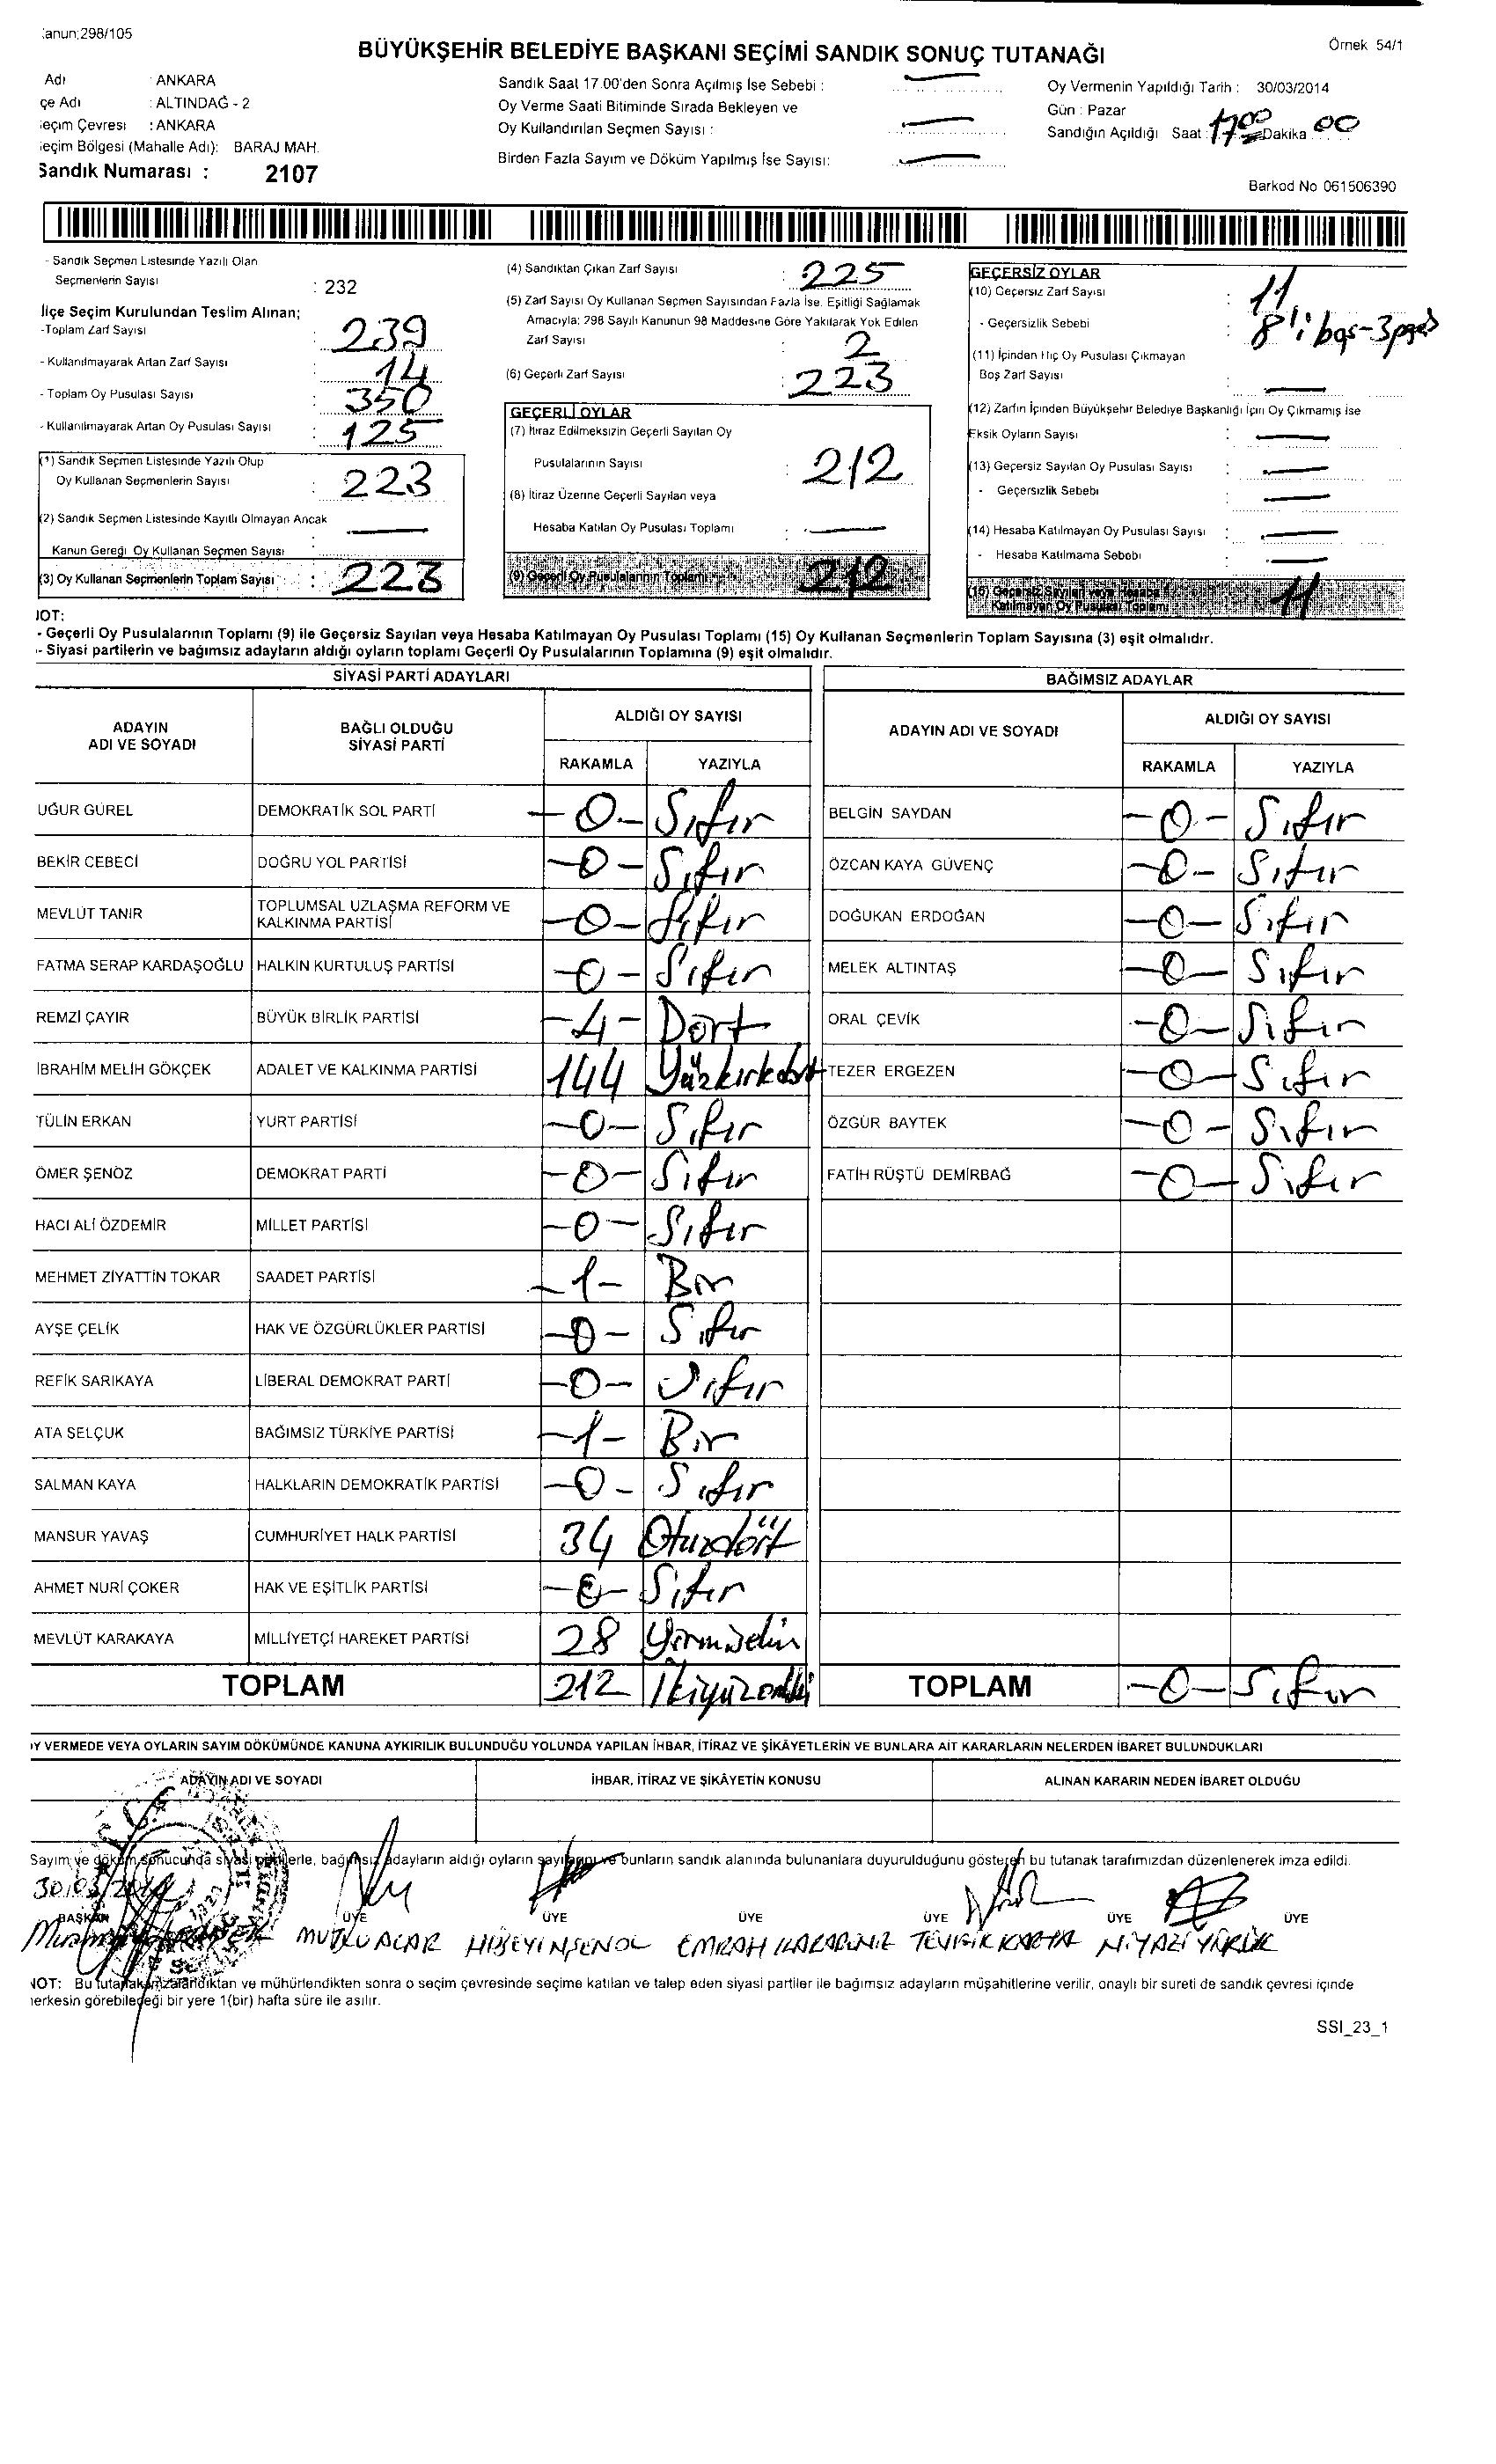 anun;298/105
Örnek 54/1
BÜYÜKŞEHİR BELEDİYE BAŞKANI SEÇİMİ SANDIK SONUÇ TUTANAĞI
Adı : ANKARA
çe Adı : ALTINDAĞ - 2
eçim Çevresi : ANKARA
eçim Bölgesi (Mahalle Adı): BARAJ MAH.
Sandık Numarası : 2107
Sandık Saat 17.00'den Sonra Açılmış İse Sebebi :
Oy Verme Saati Bitiminde Sırada Bekleyen ve
Oy Kullandırılan Seçmen Sayısı :
Birden Fazla Sayım ve Döküm Yapılmış İse Sayısı:
Oy Vermenin Yapıldığı Tarih : 30/03/2014
Gün : Pazar
Sandığın Açıldığı Saat : 17 00 Dakika 00
Barkod No 061506390
- Sandık Seçmen Listesinde Yazılı Olan
Seçmenlerin Sayısı : 232
İlçe Seçim Kurulundan Teslim Alınan;
-Toplam Zarf Sayısı : 239
- Kullanılmayarak Artan Zarf Sayısı : 14
- Toplam Oy Pusulası Sayısı : 350
- Kullanılmayarak Artan Oy Pusulası Sayısı : 125
(1) Sandık Seçmen Listesinde Yazılı Olup
Oy Kullanan Seçmenlerin Sayısı : 223
(2) Sandık Seçmen Listesinde Kayıtlı Olmayan Ancak
Kanun Gereği Oy Kullanan Seçmen Sayısı : —
(3) Oy Kullanan Seçmenlerin Toplam Sayısı : 223
(4) Sandıktan Çıkan Zarf Sayısı : 225
(5) Zarf Sayısı Oy Kullanan Seçmen Sayısından Fazla İse, Eşitliği Sağlamak
Amacıyla; 298 Sayılı Kanunun 98 Maddesine Göre Yakılarak Yok Edilen
Zarf Sayısı : 2
(6) Geçerli Zarf Sayısı : 223
GEÇERLİ OYLAR
(7) İtiraz Edilmeksizin Geçerli Sayılan Oy
Pusulalarının Sayısı : 212
(8) İtiraz Üzerine Geçerli Sayılan veya
Hesaba Katılan Oy Pusulası Toplamı : —
(9) Geçerli Oy Pusulalarının Toplamı : 212
GEÇERSİZ OYLAR
(10) Geçersiz Zarf Sayısı : 11
- Geçersizlik Sebebi : 8'i boş-3
(11) İçinden Hiç Oy Pusulası Çıkmayan
Boş Zarf Sayısı : —
(12) Zarfın İçinden Büyükşehir Belediye Başkanlığı İçin Oy Çıkmamış ise
Eksik Oyların Sayısı : —
(13) Geçersiz Sayılan Oy Pusulası Sayısı : —
- Geçersizlik Sebebi : —
(14) Hesaba Katılmayan Oy Pusulası Sayısı : —
- Hesaba Katılmama Sebebi : —
(15) Geçersiz Sayılan veya Hesaba
Katılmayan Oy Pusulası Toplamı 11
NOT:
- Geçerli Oy Pusulalarının Toplamı (9) ile Geçersiz Sayılan veya Hesaba Katılmayan Oy Pusulası Toplamı (15) Oy Kullanan Seçmenlerin Toplam Sayısına (3) eşit olmalıdır.
- Siyasi partilerin ve bağımsız adayların aldığı oyların toplamı Geçerli Oy Pusulalarının Toplamına (9) eşit olmalıdır.
SİYASİ PARTİ ADAYLARI
ADAYIN ADI VE SOYADI BAĞLI OLDUĞU SİYASİ PARTİ ALDIĞI OY SAYISI
RAKAMLA YAZIYLA
UĞUR GÜREL DEMOKRATİK SOL PARTİ -0- Sıfır
BEKİR CEBECİ DOĞRU YOL PARTİSİ -0- Sıfır
MEVLÜT TANIR TOPLUMSAL UZLAŞMA REFORM VE KALKINMA PARTİSİ -0- Sıfır
FATMA SERAP KARDAŞOĞLU HALKIN KURTULUŞ PARTİSİ -0- Sıfır
REMZİ ÇAYIR BÜYÜK BİRLİK PARTİSİ -4- Dört
İBRAHİM MELİH GÖKÇEK ADALET VE KALKINMA PARTİSİ 144 Yüzkırkdört
TÜLİN ERKAN YURT PARTİSİ -0- Sıfır
ÖMER ŞENÖZ DEMOKRAT PARTİ -0- Sıfır
HACI ALİ ÖZDEMİR MİLLET PARTİSİ -0- Sıfır
MEHMET ZİYATTİN TOKAR SAADET PARTİSİ -1- Bir
AYŞE ÇELİK HAK VE ÖZGÜRLÜKLER PARTİSİ -0- Sıfır
REFİK SARIKAYA LİBERAL DEMOKRAT PARTİ -0- Sıfır
ATA SELÇUK BAĞIMSIZ TÜRKİYE PARTİSİ -1- Bir
SALMAN KAYA HALKLARIN DEMOKRATİK PARTİSİ -0- Sıfır
MANSUR YAVAŞ CUMHURİYET HALK PARTİSİ 34 Otuzdört
AHMET NURİ ÇOKER HAK VE EŞİTLİK PARTİSİ -0- Sıfır
MEVLÜT KARAKAYA MİLLİYETÇİ HAREKET PARTİSİ 28 Yirmisekiz
TOPLAM 212 İkiyüzoniki
BAĞIMSIZ ADAYLAR
ADAYIN ADI VE SOYADI ALDIĞI OY SAYISI
RAKAMLA YAZIYLA
BELGİN SAYDAN -0- Sıfır
ÖZCAN KAYA GÜVENÇ -0- Sıfır
DOĞUKAN ERDOĞAN -0- Sıfır
MELEK ALTINTAŞ -0- Sıfır
ORAL ÇEVİK -0- Sıfır
TEZER ERGEZEN -0- Sıfır
ÖZGÜR BAYTEK -0- Sıfır
FATİH RÜŞTÜ DEMİRBAĞ -0- Sıfır
TOPLAM -0- Sıfır
OY VERMEDE VEYA OYLARIN SAYIM DÖKÜMÜNDE KANUNA AYKIRILIK BULUNDUĞU YOLUNDA YAPILAN İHBAR, İTİRAZ VE ŞİKÂYETLERİN VE BUNLARA AİT KARARLARIN NELERDEN İBARET BULUNDUKLARI
ADAYIN ADI VE SOYADI İHBAR, İTİRAZ VE ŞİKÂYETİN KONUSU ALINAN KARARIN NEDEN İBARET OLDUĞU
Sayım ve döküm sonucunda siyasi partilerle, bağımsız adayların aldığı oyların sayılarını ve bunların sandık alanında bulunanlara duyurulduğunu gösteren bu tutanak tarafımızdan düzenlenerek imza edildi.
30/03/2014
BAŞKAN ÜYE ÜYE ÜYE ÜYE ÜYE ÜYE
MUTLU ACAR HÜSEYİN ŞENOL EMRAH KARADENİZ TEVFİK KAYA NİYAZİ
NOT: Bu tutanak imzalandıktan ve mühürlendikten sonra o seçim çevresinde seçime katılan ve talep eden siyasi partiler ile bağımsız adayların müşahitlerine verilir, onaylı bir sureti de sandık çevresi içinde
herkesin görebileceği bir yere 1(bir) hafta süre ile asılır.
SSI_23_1